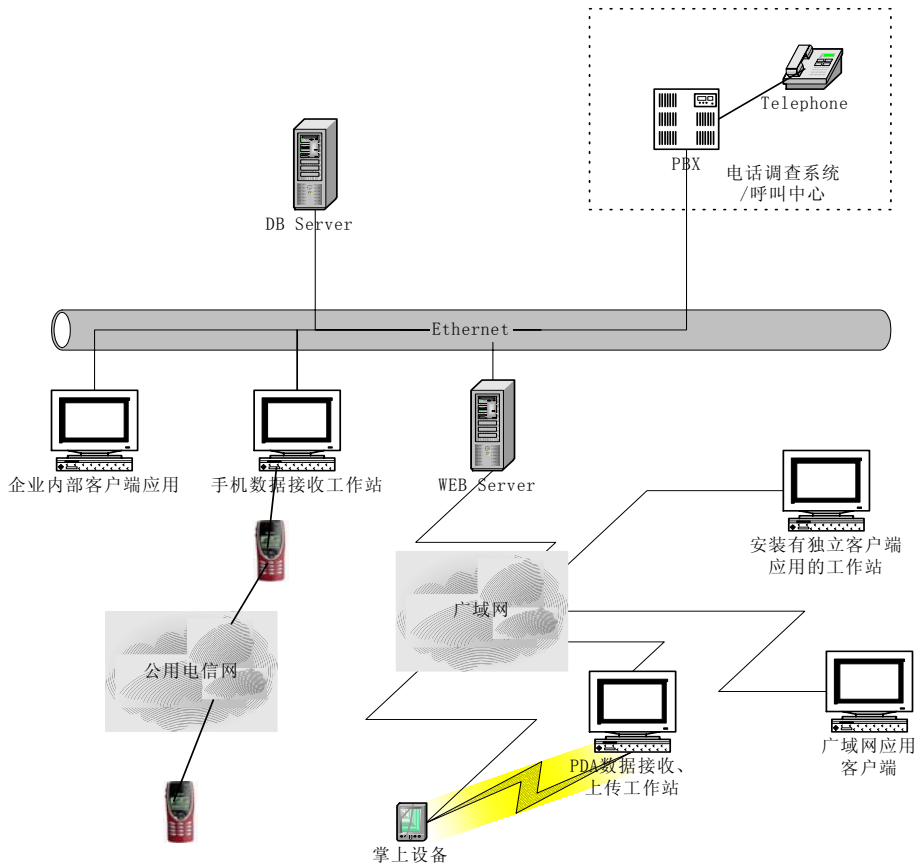 Telephone
PBX
电话调查系统
/呼叫中心
DB Server
Ethernet
企业内部客户端应用
手机数据接收工作站
WEB Server
安装有独立客户端
应用的工作站
广域网
公用电信网
广域网应用
客户端
PDA数据接收、
上传工作站
掌上设备